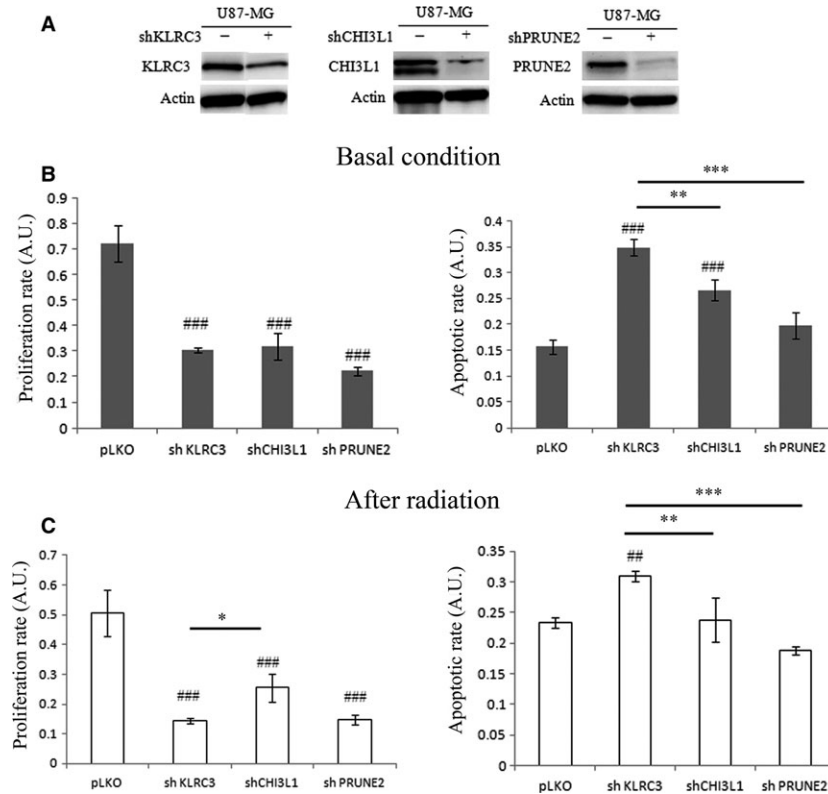 A
U87-MG
shKLRC3 – +
KLRC3
Actin
U87-MG
shCHI3L1 – +
CHI3L1
Actin
U87-MG
shPRUNE2 – +
PRUNE2
Actin
Basal condition
B
Proliferation rate (A.U.)
0.9
0.8
0.7
0.6
0.5
0.4
0.3
0.2
0.1
0
###
###
###
pLKO sh KLRC3 shCHI3L1 sh PRUNE2
Apoptotic rate (A.U.)
0.4
0.35
0.3
0.25
0.2
0.15
0.1
0.05
0
***
**
###
###
pLKO sh KLRC3 shCHI3L1 sh PRUNE2
After radiation
C
Proliferation rate (A.U.)
0.7
0.6
0.5
0.4
0.3
0.2
0.1
0
*
###
###
###
pLKO sh KLRC3 shCHI3L1 sh PRUNE2
Apoptotic rate (A.U.)
0.35
0.3
0.25
0.2
0.15
0.1
0.05
0
***
**
##
pLKO sh KLRC3 shCHI3L1 sh PRUNE2